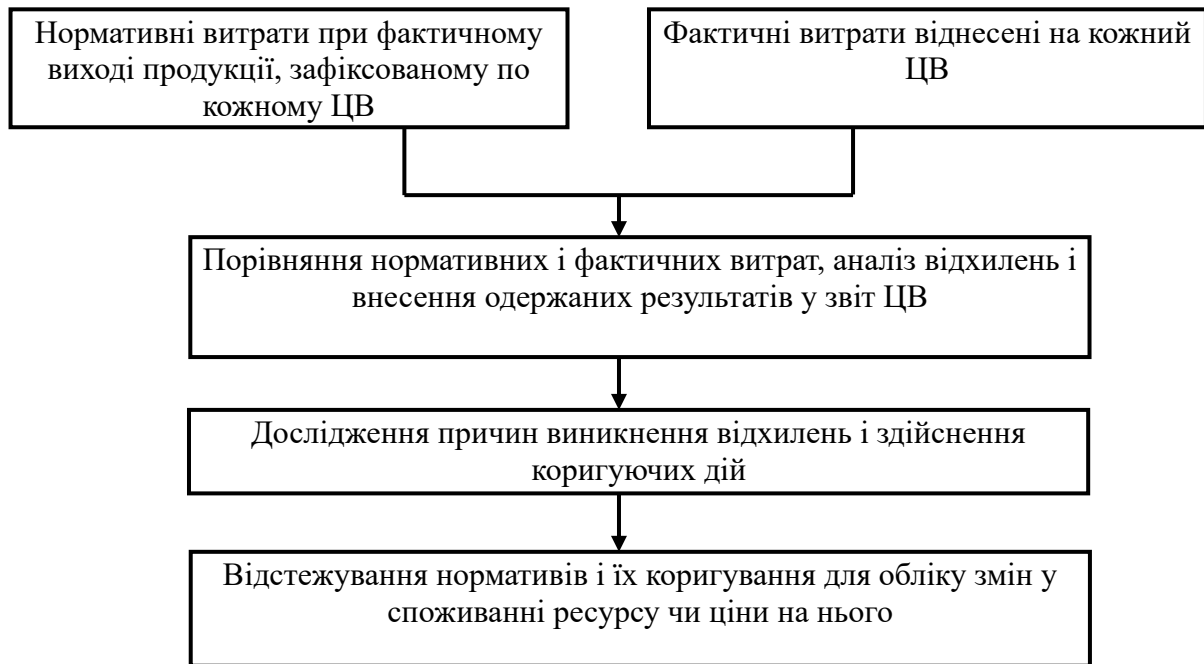 Нормативні витрати при фактичному
виході продукції, зафіксованому по
кожному ЦВ
Фактичні витрати віднесені на кожний
ЦВ
Порівняння нормативних і фактичних витрат, аналіз відхилень і
внесення одержаних результатів у звіт ЦВ
Дослідження причин виникнення відхилень і здійснення
коригуючих дій
Відстежування нормативів і їх коригування для обліку змін у
споживанні ресурсу чи ціни на нього